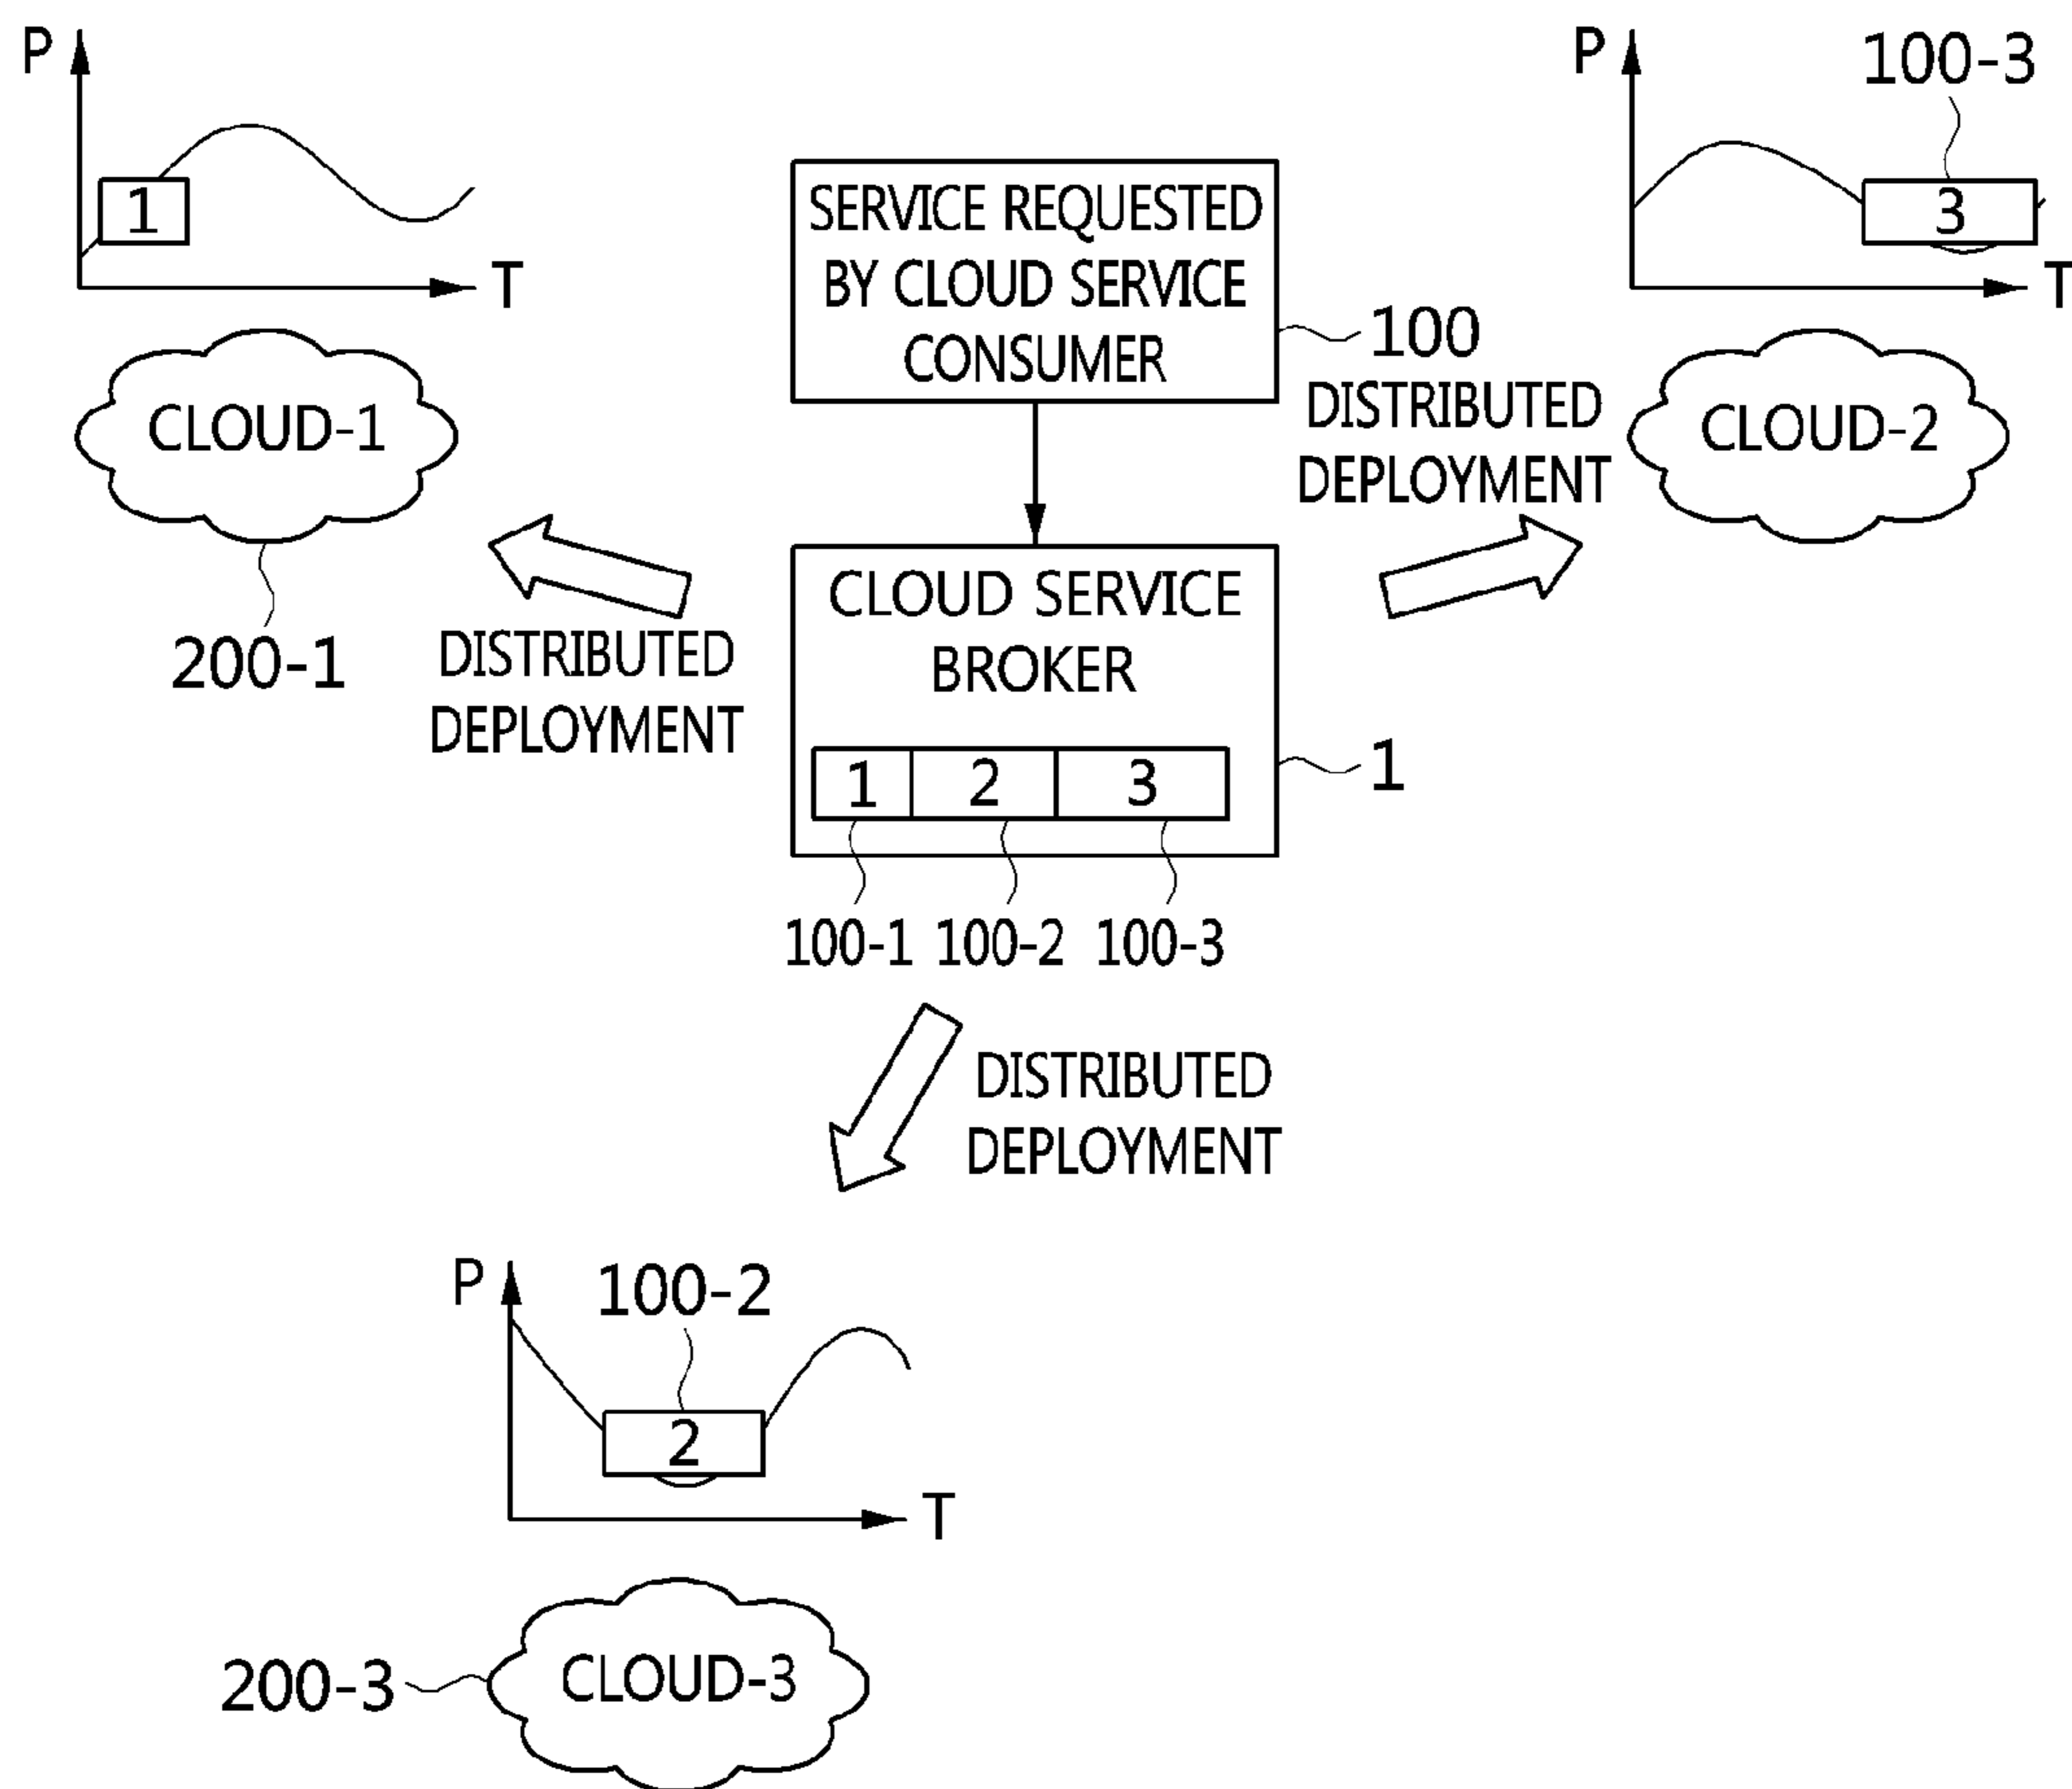 P
1
T
CLOUD-1
200-1
DISTRIBUTED
DEPLOYMENT
SERVICE REQUESTED
BY CLOUD SERVICE
CONSUMER
100
CLOUD SERVICE
BROKER
1 2 3
1
100-1 100-2 100-3
DISTRIBUTED
DEPLOYMENT
P
100-3
3
T
CLOUD-2
DISTRIBUTED
DEPLOYMENT
P
100-2
2
T
200-3
CLOUD-3